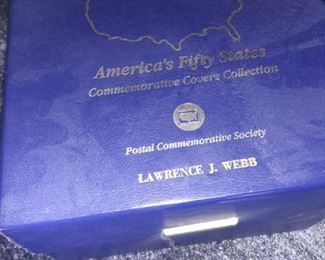 America's Fifty States
Commemorative Covers Collection
Postal Commemorative Society
LAWRENCE J. WEBB